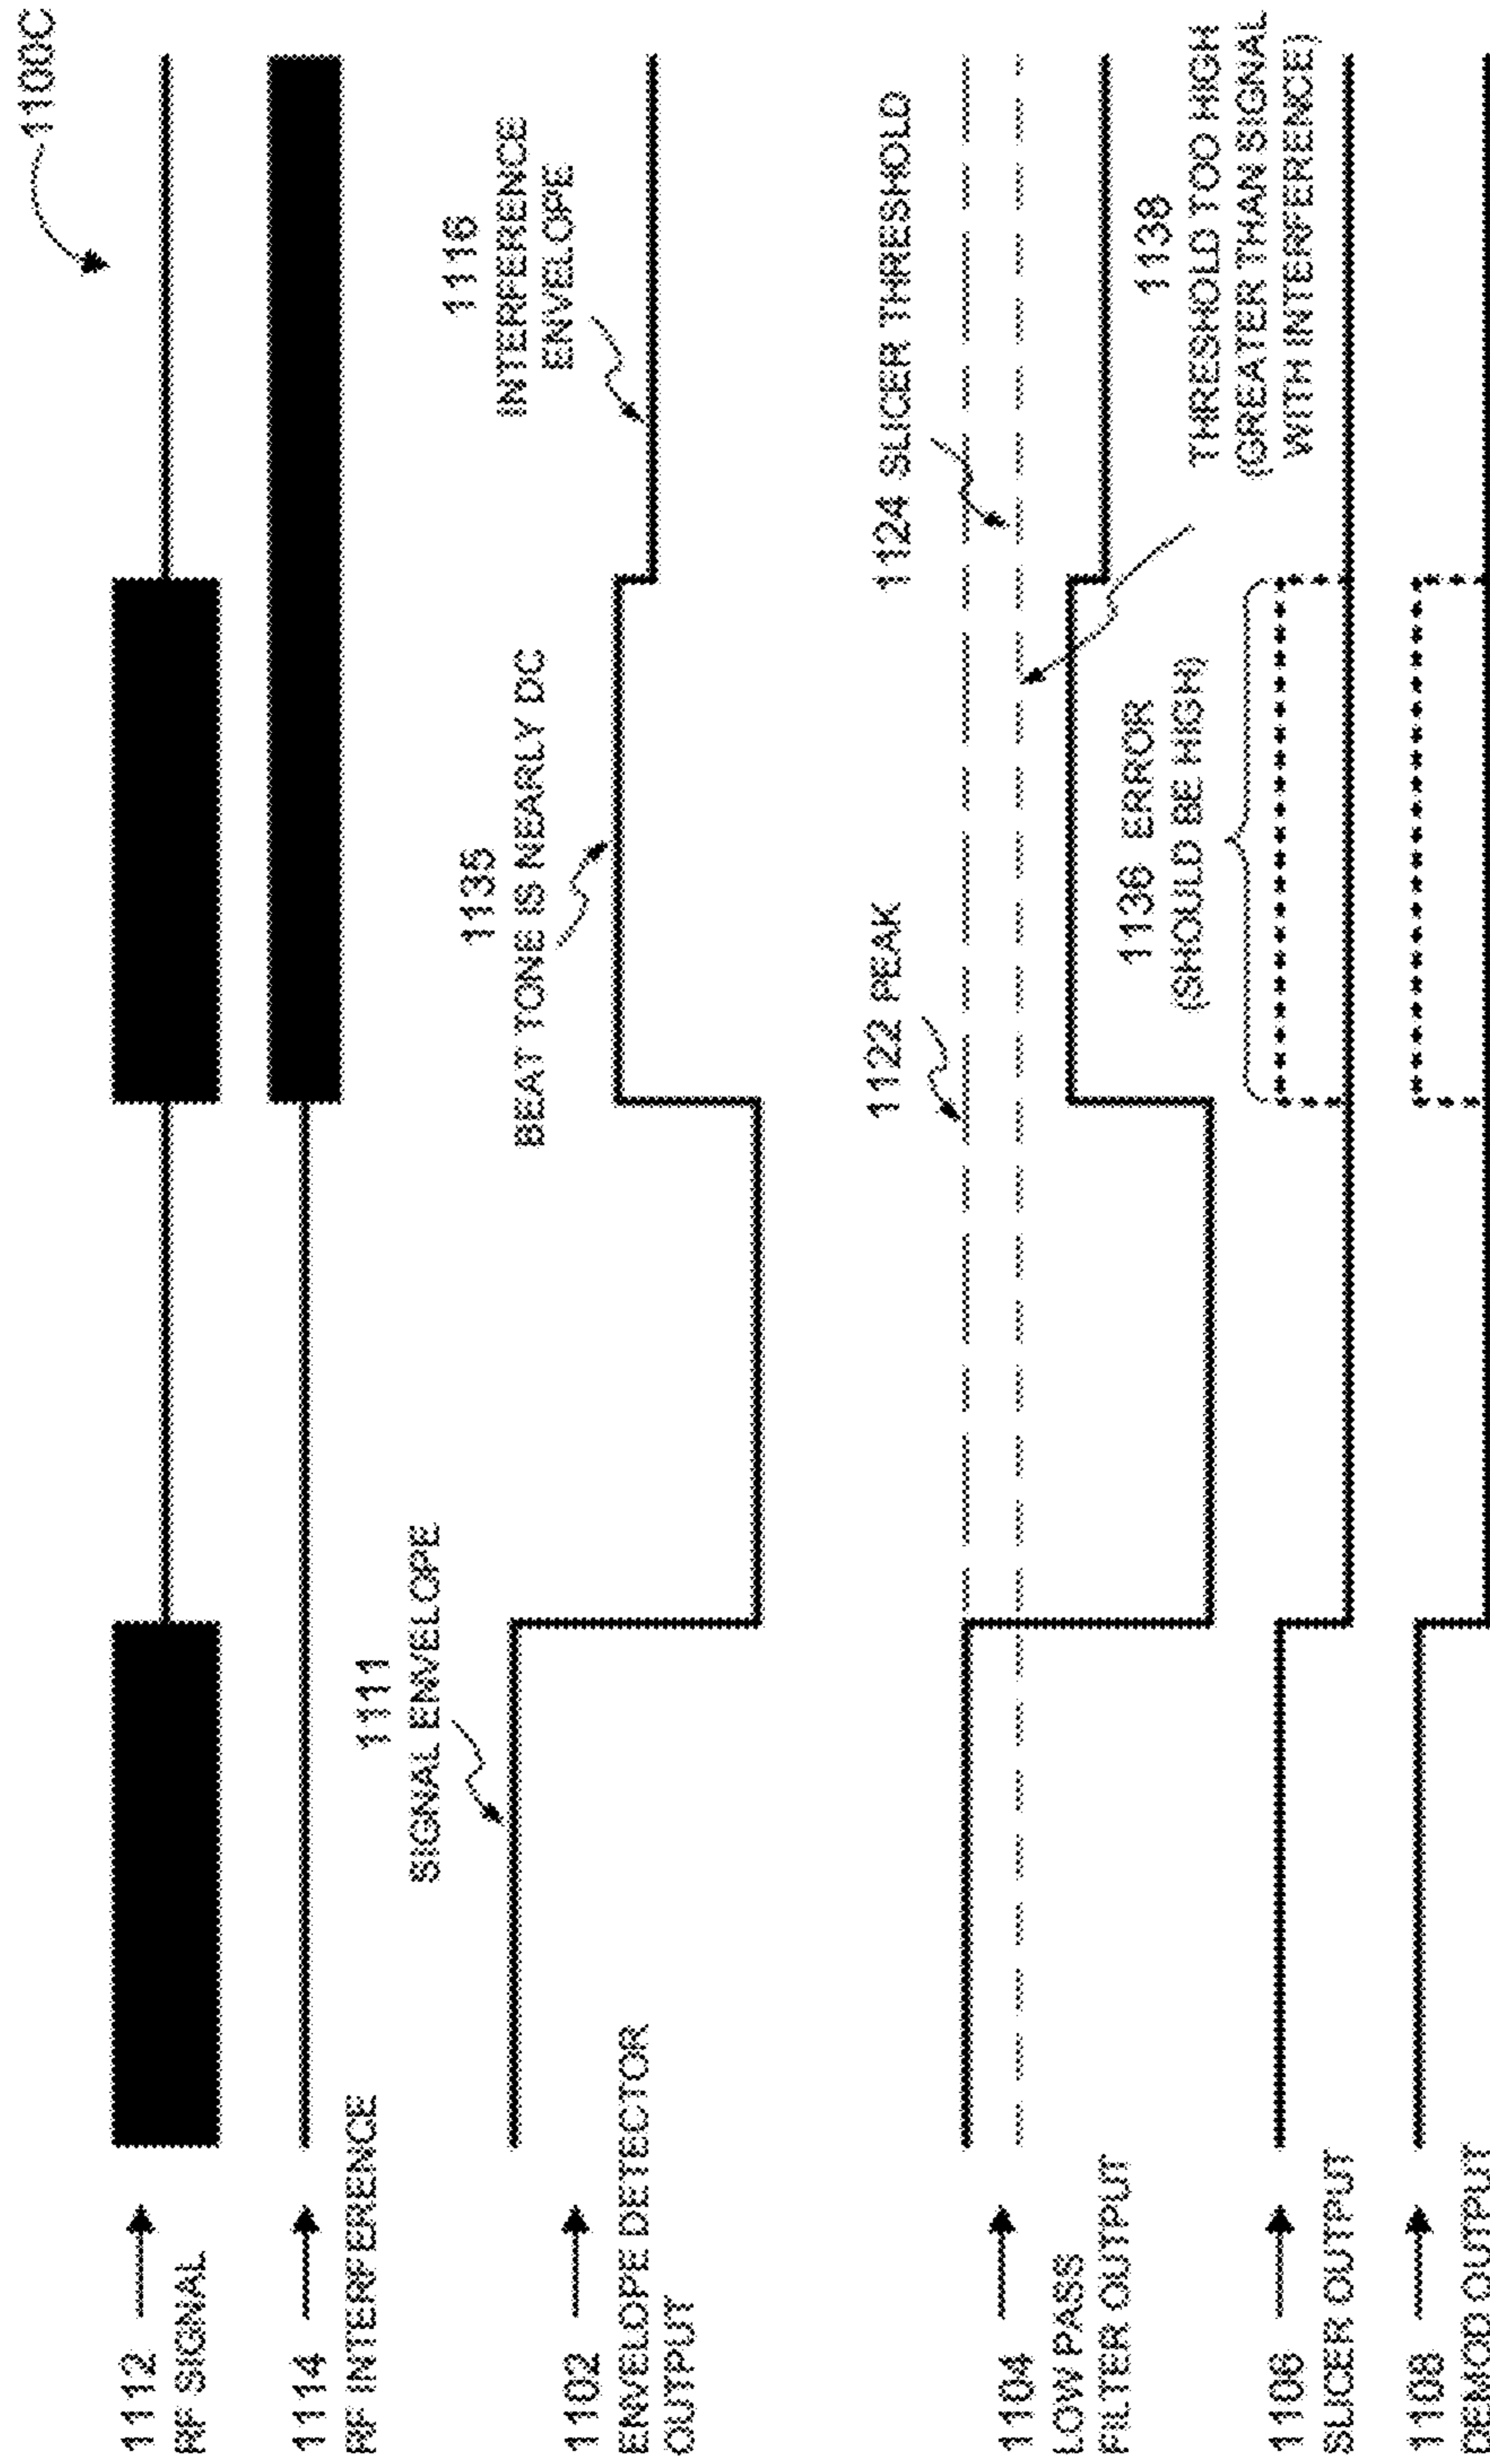 1100C
1112
RF SIGNAL
1114
RF INTERFERENCE
1111
SIGNAL ENVELOPE
1135
BEAT TONE IS NEARLY DC
1116
INTERFERENCE
ENVELOPE
1102
ENVELOPE DETECTOR
OUTPUT
1122 PEAK
1124 SLICER THRESHOLD
1104
LOW PASS
FILTER OUTPUT
1136 ERROR
(SHOULD BE HIGH)
1138
THRESHOLD TOO HIGH
(GREATER THAN SIGNAL
WITH INTERFERENCE)
1106
SLICER OUTPUT
1108
DEMOD OUTPUT